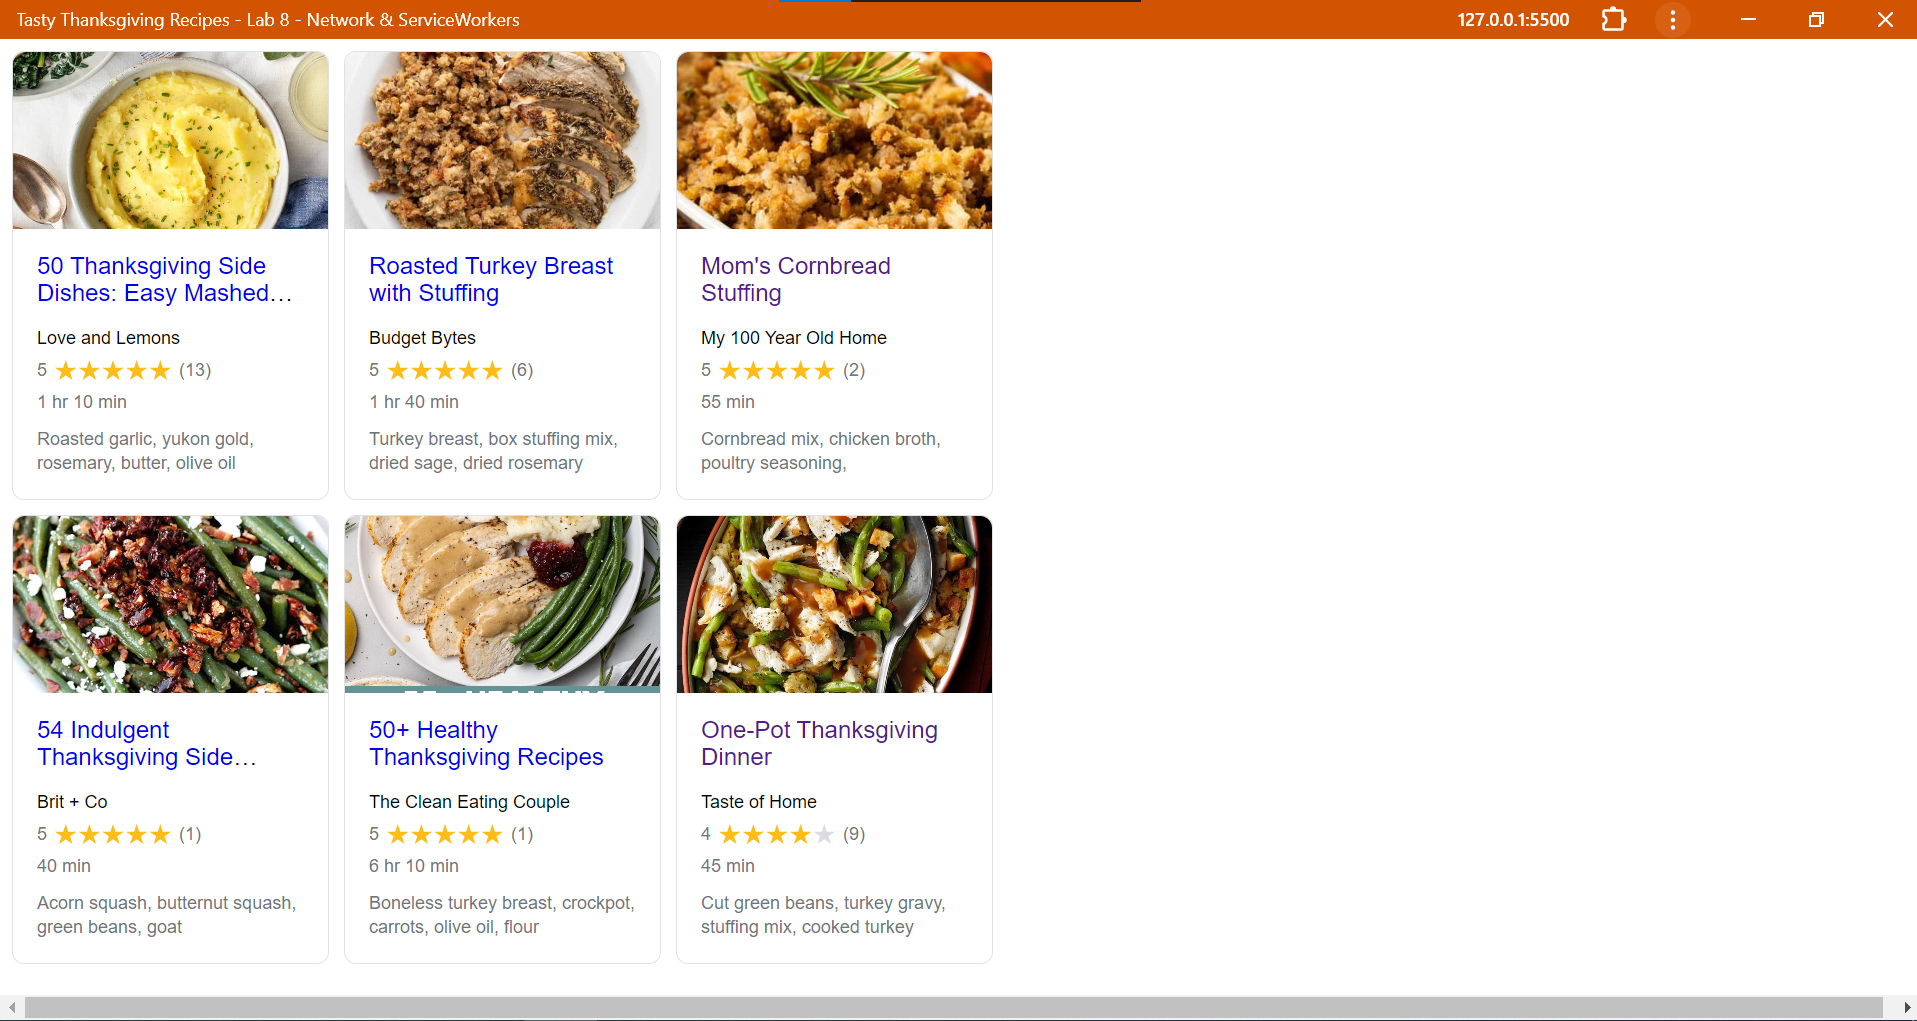 Tasty Thanksgiving Recipes - Lab 8 - Network & ServiceWorkers
127.0.0.1:5500
50 Thanksgiving Side
Dishes: Easy Mashed…
Love and Lemons
5 ★★★★★ (13)
1 hr 10 min
Roasted garlic, yukon gold,
rosemary, butter, olive oil
Roasted Turkey Breast
with Stuffing
Budget Bytes
5 ★★★★★ (6)
1 hr 40 min
Turkey breast, box stuffing mix,
dried sage, dried rosemary
Mom's Cornbread
Stuffing
My 100 Year Old Home
5 ★★★★★ (2)
55 min
Cornbread mix, chicken broth,
poultry seasoning,
54 Indulgent
Thanksgiving Side…
Brit + Co
5 ★★★★★ (1)
40 min
Acorn squash, butternut squash,
green beans, goat
50+ Healthy
Thanksgiving Recipes
The Clean Eating Couple
5 ★★★★★ (1)
6 hr 10 min
Boneless turkey breast, crockpot,
carrots, olive oil, flour
One-Pot Thanksgiving
Dinner
Taste of Home
4 ★★★★★ (9)
45 min
Cut green beans, turkey gravy,
stuffing mix, cooked turkey